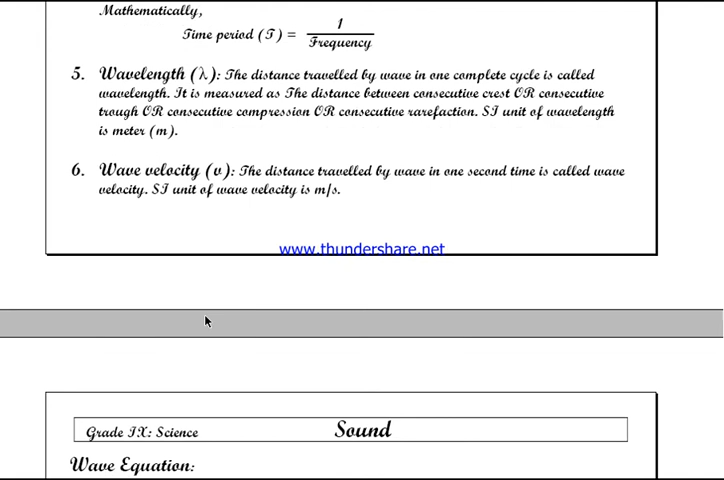 Mathematically,
Time period (T) = 1 / Frequency
5. Wavelength (λ): The distance travelled by wave in one complete cycle is called
wavelength. It is measured as The distance between consecutive crest OR consecutive
trough OR consecutive compression OR consecutive rarefaction. SI unit of wavelength
is meter (m).
6. Wave velocity (v): The distance travelled by wave in one second time is called wave
velocity. SI unit of wave velocity is m/s.
www.thundershare.net
Grade IX: Science Sound
Wave Equation: